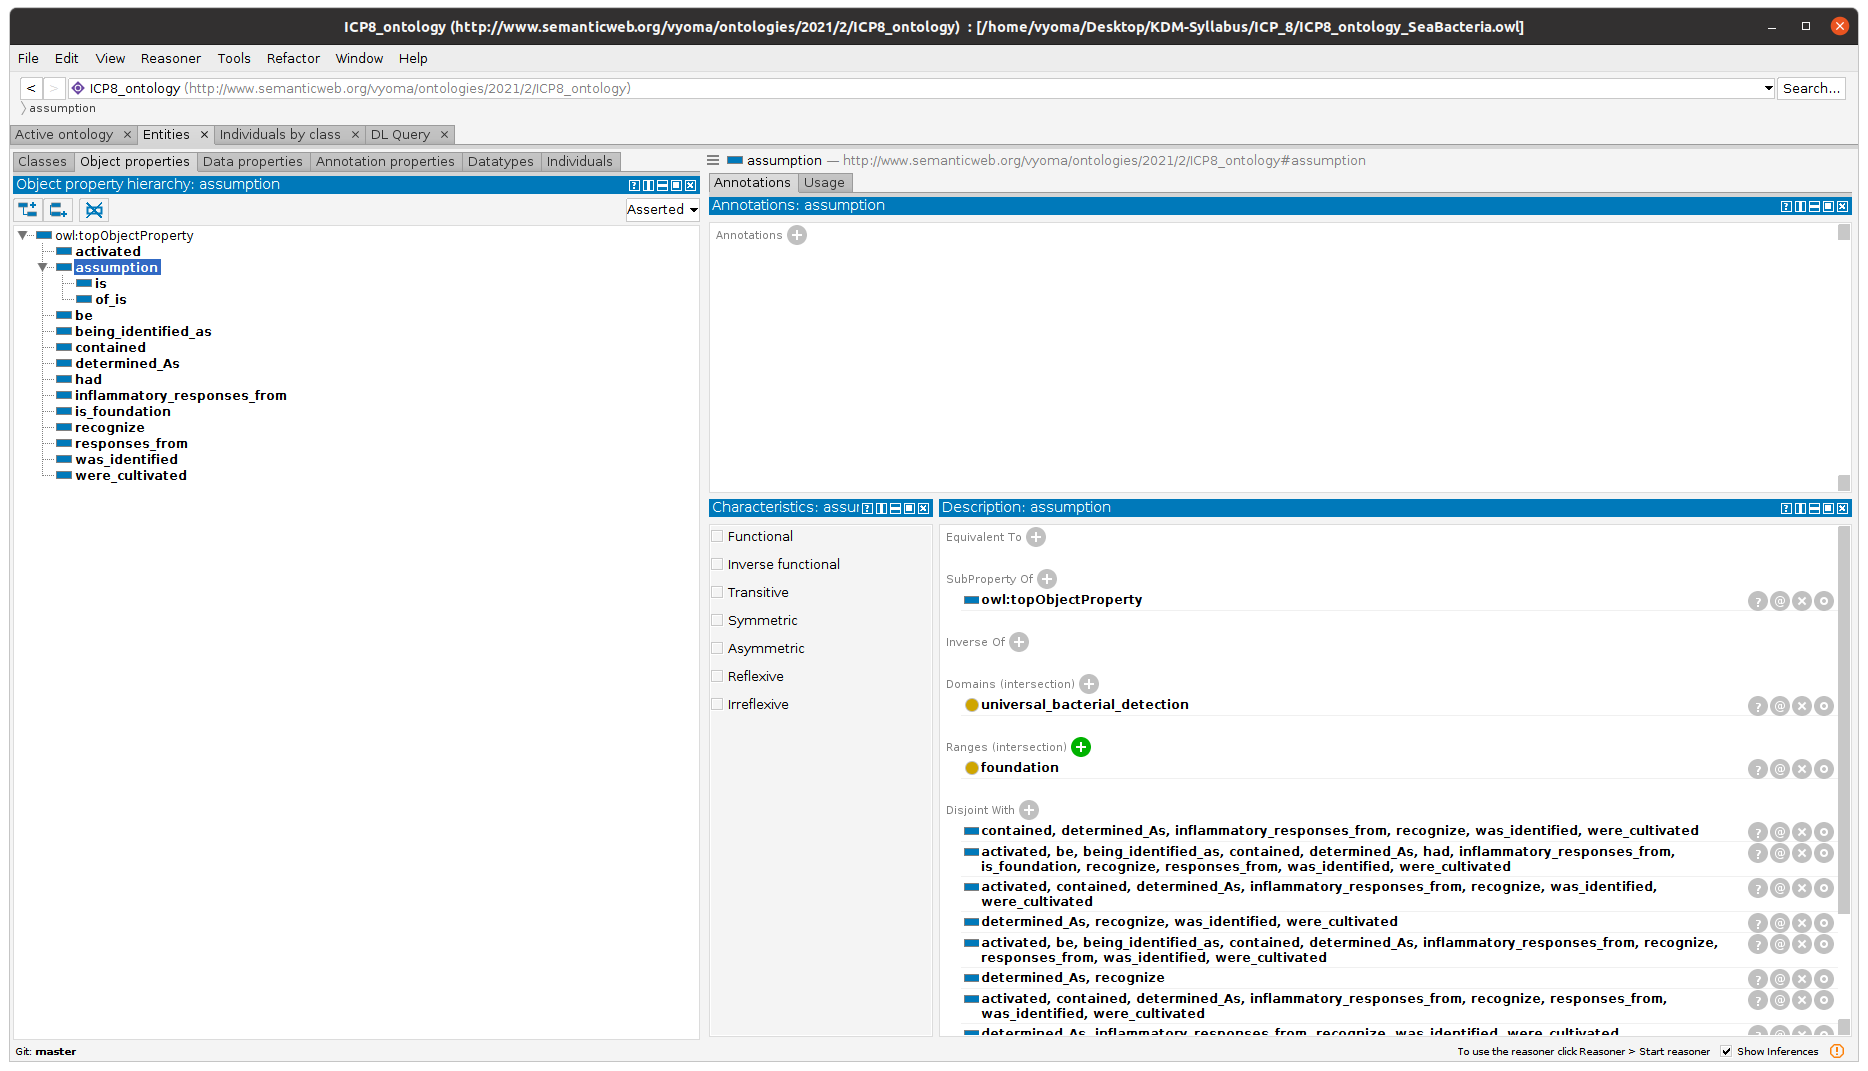 ICP8_ontology (http://www.semanticweb.org/vyoma/ontologies/2021/2/ICP8_ontology) : [/home/vyoma/Desktop/KDM-Syllabus/ICP_8/ICP8_ontology_SeaBacteria.owl]
File Edit View Reasoner Tools Refactor Window Help
< > ICP8_ontology (http://www.semanticweb.org/vyoma/ontologies/2021/2/ICP8_ontology) Search...
assumption
Active ontology × Entities × Individuals by class × DL Query ×
Classes Object properties Data properties Annotation properties Datatypes Individuals
Object property hierarchy: assumption
Asserted
owl:topObjectProperty
activated
assumption
is
of_is
be
being_identified_as
contained
determined_As
had
inflammatory_responses_from
is_foundation
recognize
responses_from
was_identified
were_cultivated
assumption — http://www.semanticweb.org/vyoma/ontologies/2021/2/ICP8_ontology#assumption
Annotations Usage
Annotations: assumption
Annotations
Characteristics: assur
Functional
Inverse functional
Transitive
Symmetric
Asymmetric
Reflexive
Irreflexive
Description: assumption
Equivalent To
SubProperty Of
owl:topObjectProperty
Inverse Of
Domains (intersection)
universal_bacterial_detection
Ranges (intersection)
foundation
Disjoint With
contained, determined_As, inflammatory_responses_from, recognize, was_identified, were_cultivated
activated, be, being_identified_as, contained, determined_As, had, inflammatory_responses_from,
is_foundation, recognize, responses_from, was_identified, were_cultivated
activated, contained, determined_As, inflammatory_responses_from, recognize, was_identified,
were_cultivated
determined_As, recognize, was_identified, were_cultivated
activated, be, being_identified_as, contained, determined_As, inflammatory_responses_from, recognize,
responses_from, was_identified, were_cultivated
determined_As, recognize
activated, contained, determined_As, inflammatory_responses_from, recognize, responses_from,
was_identified, were_cultivated
determined_As, inflammatory_responses_from, recognize, was_identified, were_cultivated
Git: master
To use the reasoner click Reasoner > Start reasoner Show Inferences